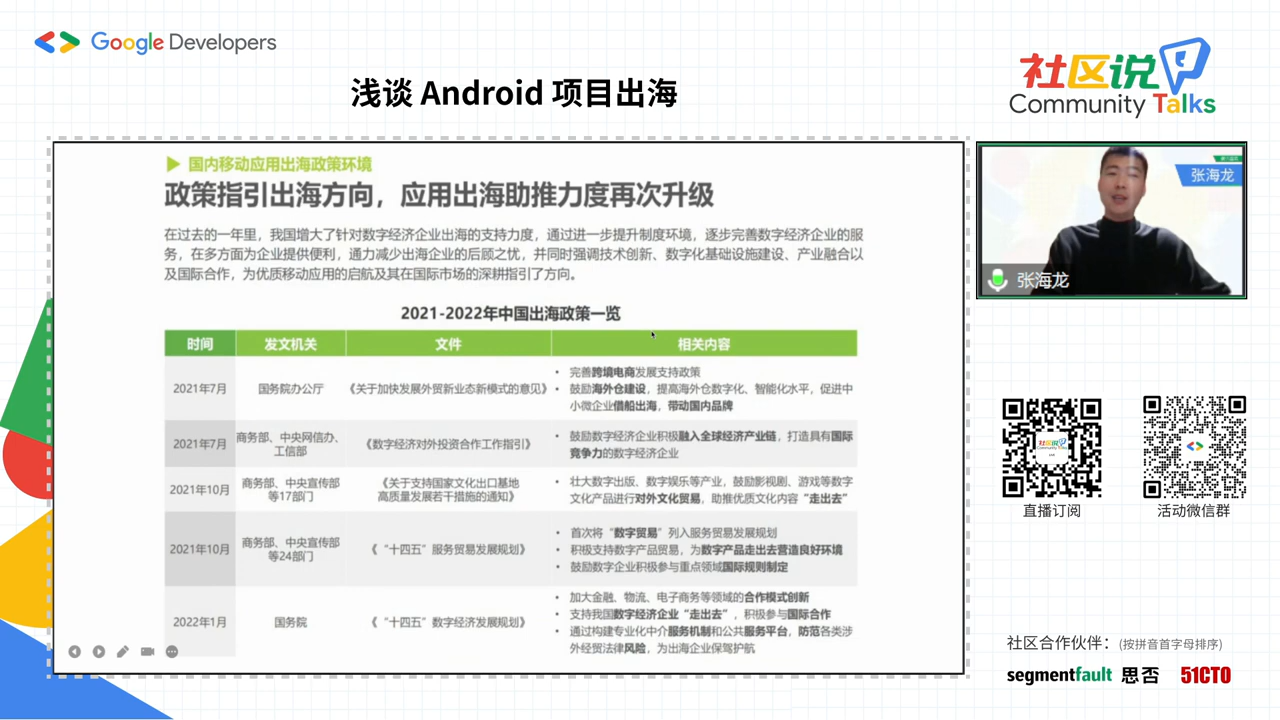 Google Developers
社区说
Community Talks
浅谈 Android 项目出海
国内移动应用出海政策环境
政策指引出海方向，应用出海助推力度再次升级
在过去的一年里，我国增大了针对数字经济企业出海的支持力度，通过进一步提升制度环境，逐步完善数字经济企业的服
务，在多方面为企业提供便利，通力减少出海企业的后顾之忧，并同时强调技术创新、数字化基础设施建设、产业融合以
及国际合作，为优质移动应用的启航及其在国际市场的深耕指引了方向。
2021-2022年中国出海政策一览
时间 发文机关 文件 相关内容
2021年7月 国务院办公厅 《关于加快发展外贸新业态新模式的意见》
• 完善跨境电商发展支持政策
• 鼓励海外仓建设，提高海外仓数字化、智能化水平，促进中
小微企业借船出海，带动国内品牌
2021年7月
商务部、中央网信办、
工信部
《数字经济对外投资合作工作指引》
• 鼓励数字经济企业积极融入全球经济产业链，打造具有国际
竞争力的数字经济企业
2021年10月
商务部、中央宣传部
等17部门
《关于支持国家文化出口基地
高质量发展若干措施的通知》
• 壮大数字出版、数字娱乐等产业，鼓励影视剧、游戏等数字
文化产品进行对外文化贸易，助推优质文化内容“走出去”
2021年10月
商务部、中央宣传部
等24部门
《“十四五”服务贸易发展规划》
• 首次将“数字贸易”列入服务贸易发展规划
• 积极支持数字产品贸易，为数字产品走出去营造良好环境
• 鼓励数字企业积极参与重点领域国际规则制定
2022年1月 国务院 《“十四五”数字经济发展规划》
• 加大金融、物流、电子商务等领域的合作模式创新
• 支持我国数字经济企业“走出去”，积极参与国际合作
• 通过构建专业化中介服务机制和公共服务平台，防范各类涉
外经贸法律风险，为出海企业保驾护航
张海龙
张海龙
直播订阅
活动微信群
社区合作伙伴：(按拼音首字母排序)
segmentfault 思否 51CTO